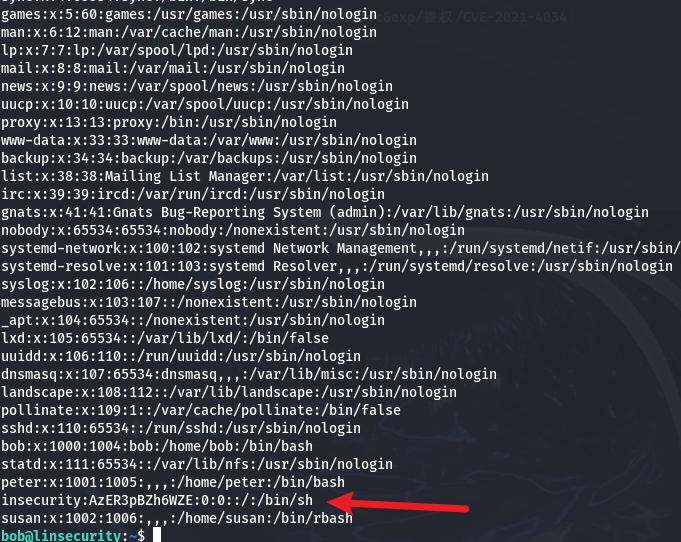 games:x:5:60:games:/usr/games:/usr/sbin/nologin
man:x:6:12:man:/var/cache/man:/usr/sbin/nologin
lp:x:7:7:lp:/var/spool/lpd:/usr/sbin/nologin
mail:x:8:8:mail:/var/mail:/usr/sbin/nologin
news:x:9:9:news:/var/spool/news:/usr/sbin/nologin
uucp:x:10:10:uucp:/var/spool/uucp:/usr/sbin/nologin
proxy:x:13:13:proxy:/bin:/usr/sbin/nologin
www-data:x:33:33:www-data:/var/www:/usr/sbin/nologin
backup:x:34:34:backup:/var/backups:/usr/sbin/nologin
list:x:38:38:Mailing List Manager:/var/list:/usr/sbin/nologin
irc:x:39:39:ircd:/var/run/ircd:/usr/sbin/nologin
gnats:x:41:41:Gnats Bug-Reporting System (admin):/var/lib/gnats:/usr/sbin/nologin
nobody:x:65534:65534:nobody:/nonexistent:/usr/sbin/nologin
systemd-network:x:100:102:systemd Network Management,,,:/run/systemd/netif:/usr/sbin/
systemd-resolve:x:101:103:systemd Resolver,,,:/run/systemd/resolve:/usr/sbin/nologin
syslog:x:102:106::/home/syslog:/usr/sbin/nologin
messagebus:x:103:107::/nonexistent:/usr/sbin/nologin
_apt:x:104:65534::/nonexistent:/usr/sbin/nologin
lxd:x:105:65534::/var/lib/lxd/:/bin/false
uuidd:x:106:110::/run/uuidd:/usr/sbin/nologin
dnsmasq:x:107:65534:dnsmasq,,,:/var/lib/misc:/usr/sbin/nologin
landscape:x:108:112::/var/lib/landscape:/usr/sbin/nologin
pollinate:x:109:1::/var/cache/pollinate:/bin/false
sshd:x:110:65534::/run/sshd:/usr/sbin/nologin
bob:x:1000:1004:bob:/home/bob:/bin/bash
statd:x:111:65534::/var/lib/nfs:/usr/sbin/nologin
peter:x:1001:1005:,,,:/home/peter:/bin/bash
insecurity:AzER3pBZh6WZE:0:0::/:/bin/sh
susan:x:1002:1006:,,,:/home/susan:/bin/rbash
bob@linsecurity:~$